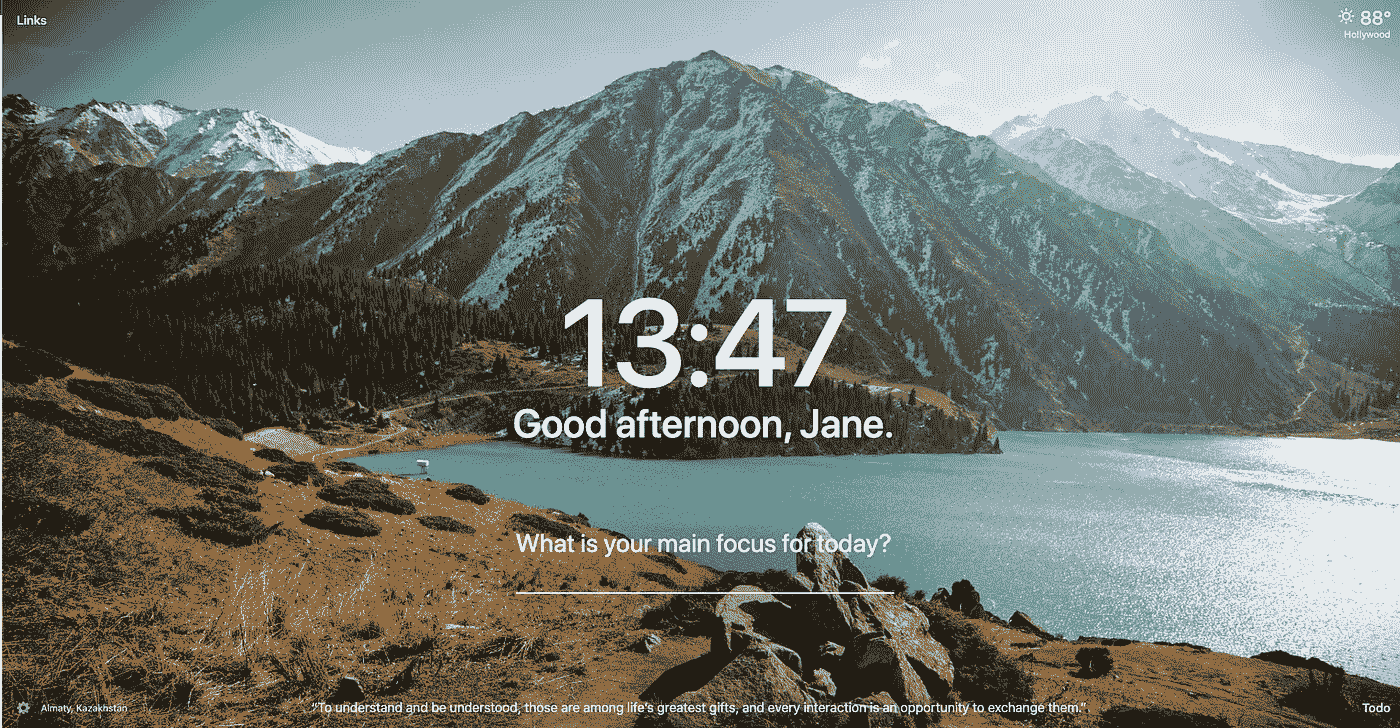 Links
88°
Hollywood
13:47
Good afternoon, Jane.
What is your main focus for today?
Almaty, Kazakhstan
“To understand and be understood, those are among life's greatest gifts, and every interaction is an opportunity to exchange them.”
Todo